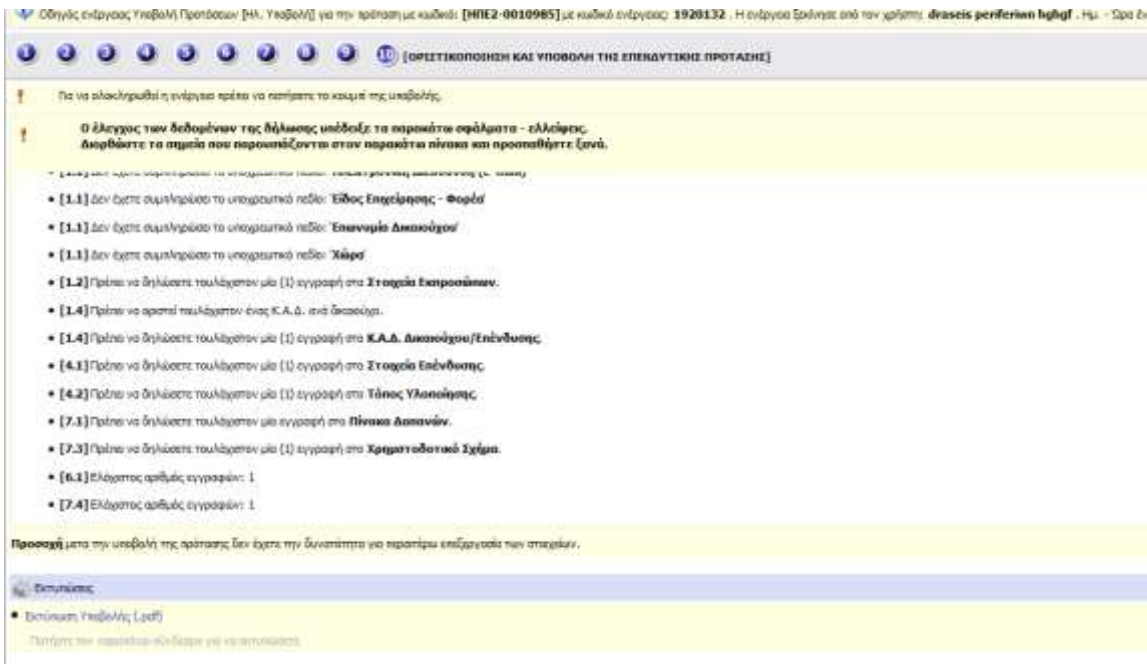 Οδηγός ενέργειας Υποβολή Προτάσεων [Ηλ. Υποβολή] για την πρόταση με κωδικό: [ΗΠΕ2-0010985] με κωδικό ενέργειας: 1920132 . Η ενέργεια ξεκίνησε από τον χρήστη: draseis periferiwn hghgf . Ημ. - Ώρα
1 2 3 4 5 6 7 8 9 10 [ΟΡΙΣΤΙΚΟΠΟΙΗΣΗ ΚΑΙ ΥΠΟΒΟΛΗ ΤΗΣ ΕΠΕΝΔΥΤΙΚΗΣ ΠΡΟΤΑΣΗΣ]
! Για να ολοκληρωθεί η ενέργεια πρέπει να πατήσετε το κουμπί της υποβολής.
! Ο έλεγχος των δεδομένων της δήλωσης υπέδειξε τα παρακάτω σφάλματα - ελλείψεις.
Διορθώστε τα σημεία που παρουσιάζονται στον παρακάτω πίνακα και προσπαθήστε ξανά.
• [1.1] Δεν έχετε συμπληρώσει το υποχρεωτικό πεδίο: 'Είδος Επιχείρησης - Φορέα'
• [1.1] Δεν έχετε συμπληρώσει το υποχρεωτικό πεδίο: 'Επωνυμία Δικαιούχου'
• [1.1] Δεν έχετε συμπληρώσει το υποχρεωτικό πεδίο: 'Χώρα'
• [1.2] Πρέπει να δηλώσετε τουλάχιστον μία (1) εγγραφή στα Στοιχεία Εκπροσώπων.
• [1.4] Πρέπει να οριστεί τουλάχιστον ένας Κ.Α.Δ. ανά δικαιούχο.
• [1.4] Πρέπει να δηλώσετε τουλάχιστον μία (1) εγγραφή στα Κ.Α.Δ. Δικαιούχου/Επένδυσης.
• [4.1] Πρέπει να δηλώσετε τουλάχιστον μία (1) εγγραφή στα Στοιχεία Επένδυσης.
• [4.2] Πρέπει να δηλώσετε τουλάχιστον μία (1) εγγραφή στο Τόπος Υλοποίησης.
• [7.1] Πρέπει να δηλώσετε τουλάχιστον μία εγγραφή στο Πίνακα Δαπανών.
• [7.3] Πρέπει να δηλώσετε τουλάχιστον μία (1) εγγραφή στο Χρηματοδοτικό Σχήμα.
• [6.1] Ελάχιστος αριθμός εγγραφών: 1
• [7.4] Ελάχιστος αριθμός εγγραφών: 1
Προσοχή μετα την υποβολή της πρότασης δεν έχετε την δυνατότητα για περαιτέρω επεξεργασία των στοιχείων.
Εκτυπώσεις
• Εκτύπωση Υποβολής (.pdf)
Πατήστε τον παραπάνω σύνδεσμο για να εκτυπώσετε